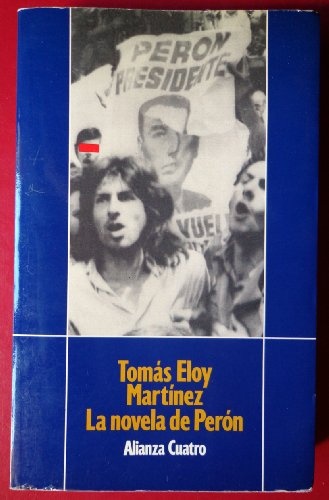 PERON
PRESIDENTE
VUEL
Tomás Eloy
Martínez
La novela de Perón
Alianza Cuatro